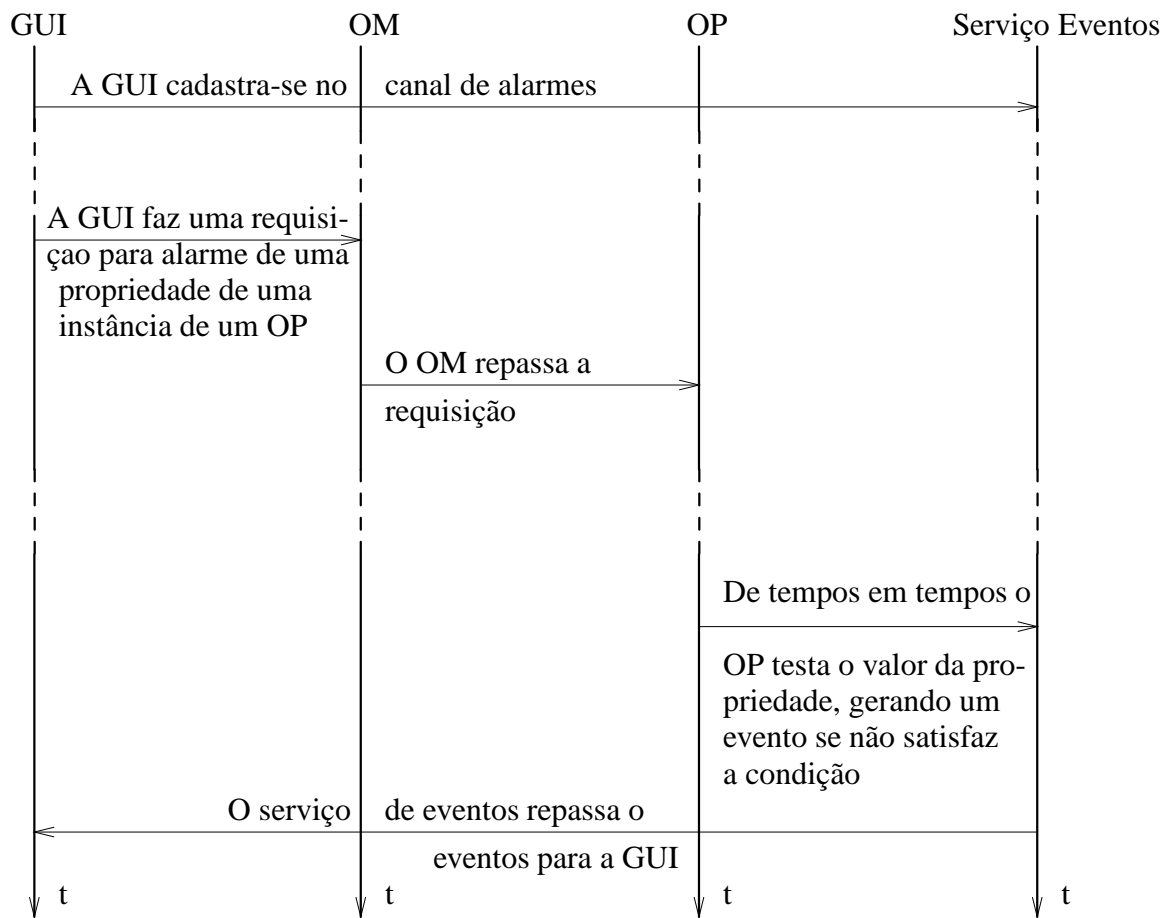 GUI OM OP Serviço Eventos
A GUI cadastra-se no canal de alarmes
A GUI faz uma requisi-
çao para alarme de uma
propriedade de uma
instância de um OP
O OM repassa a
requisição
De tempos em tempos o
OP testa o valor da pro-
priedade, gerando um
evento se não satisfaz
a condição
O serviço de eventos repassa o
eventos para a GUI
t t t t